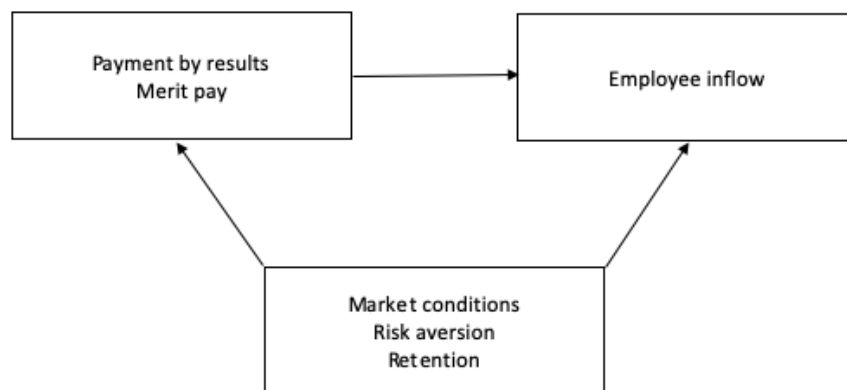 Payment by results
Merit pay
Employee inflow
Market conditions
Risk aversion
Retention